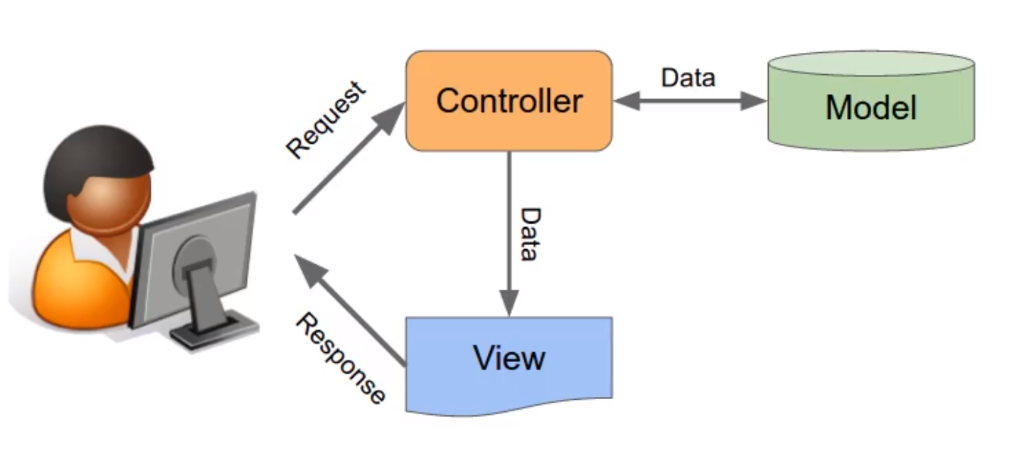 Request
Controller
Data
Model
Data
Response
View